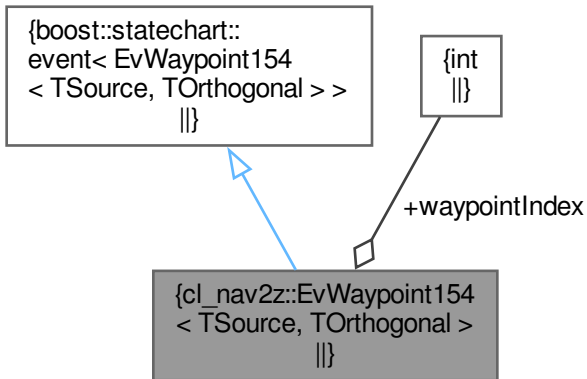 {boost::statechart::
event< EvWaypoint154
< TSource, TOrthogonal > >
||}
{int
||}
+waypointIndex
{cl_nav2z::EvWaypoint154
< TSource, TOrthogonal >
||}